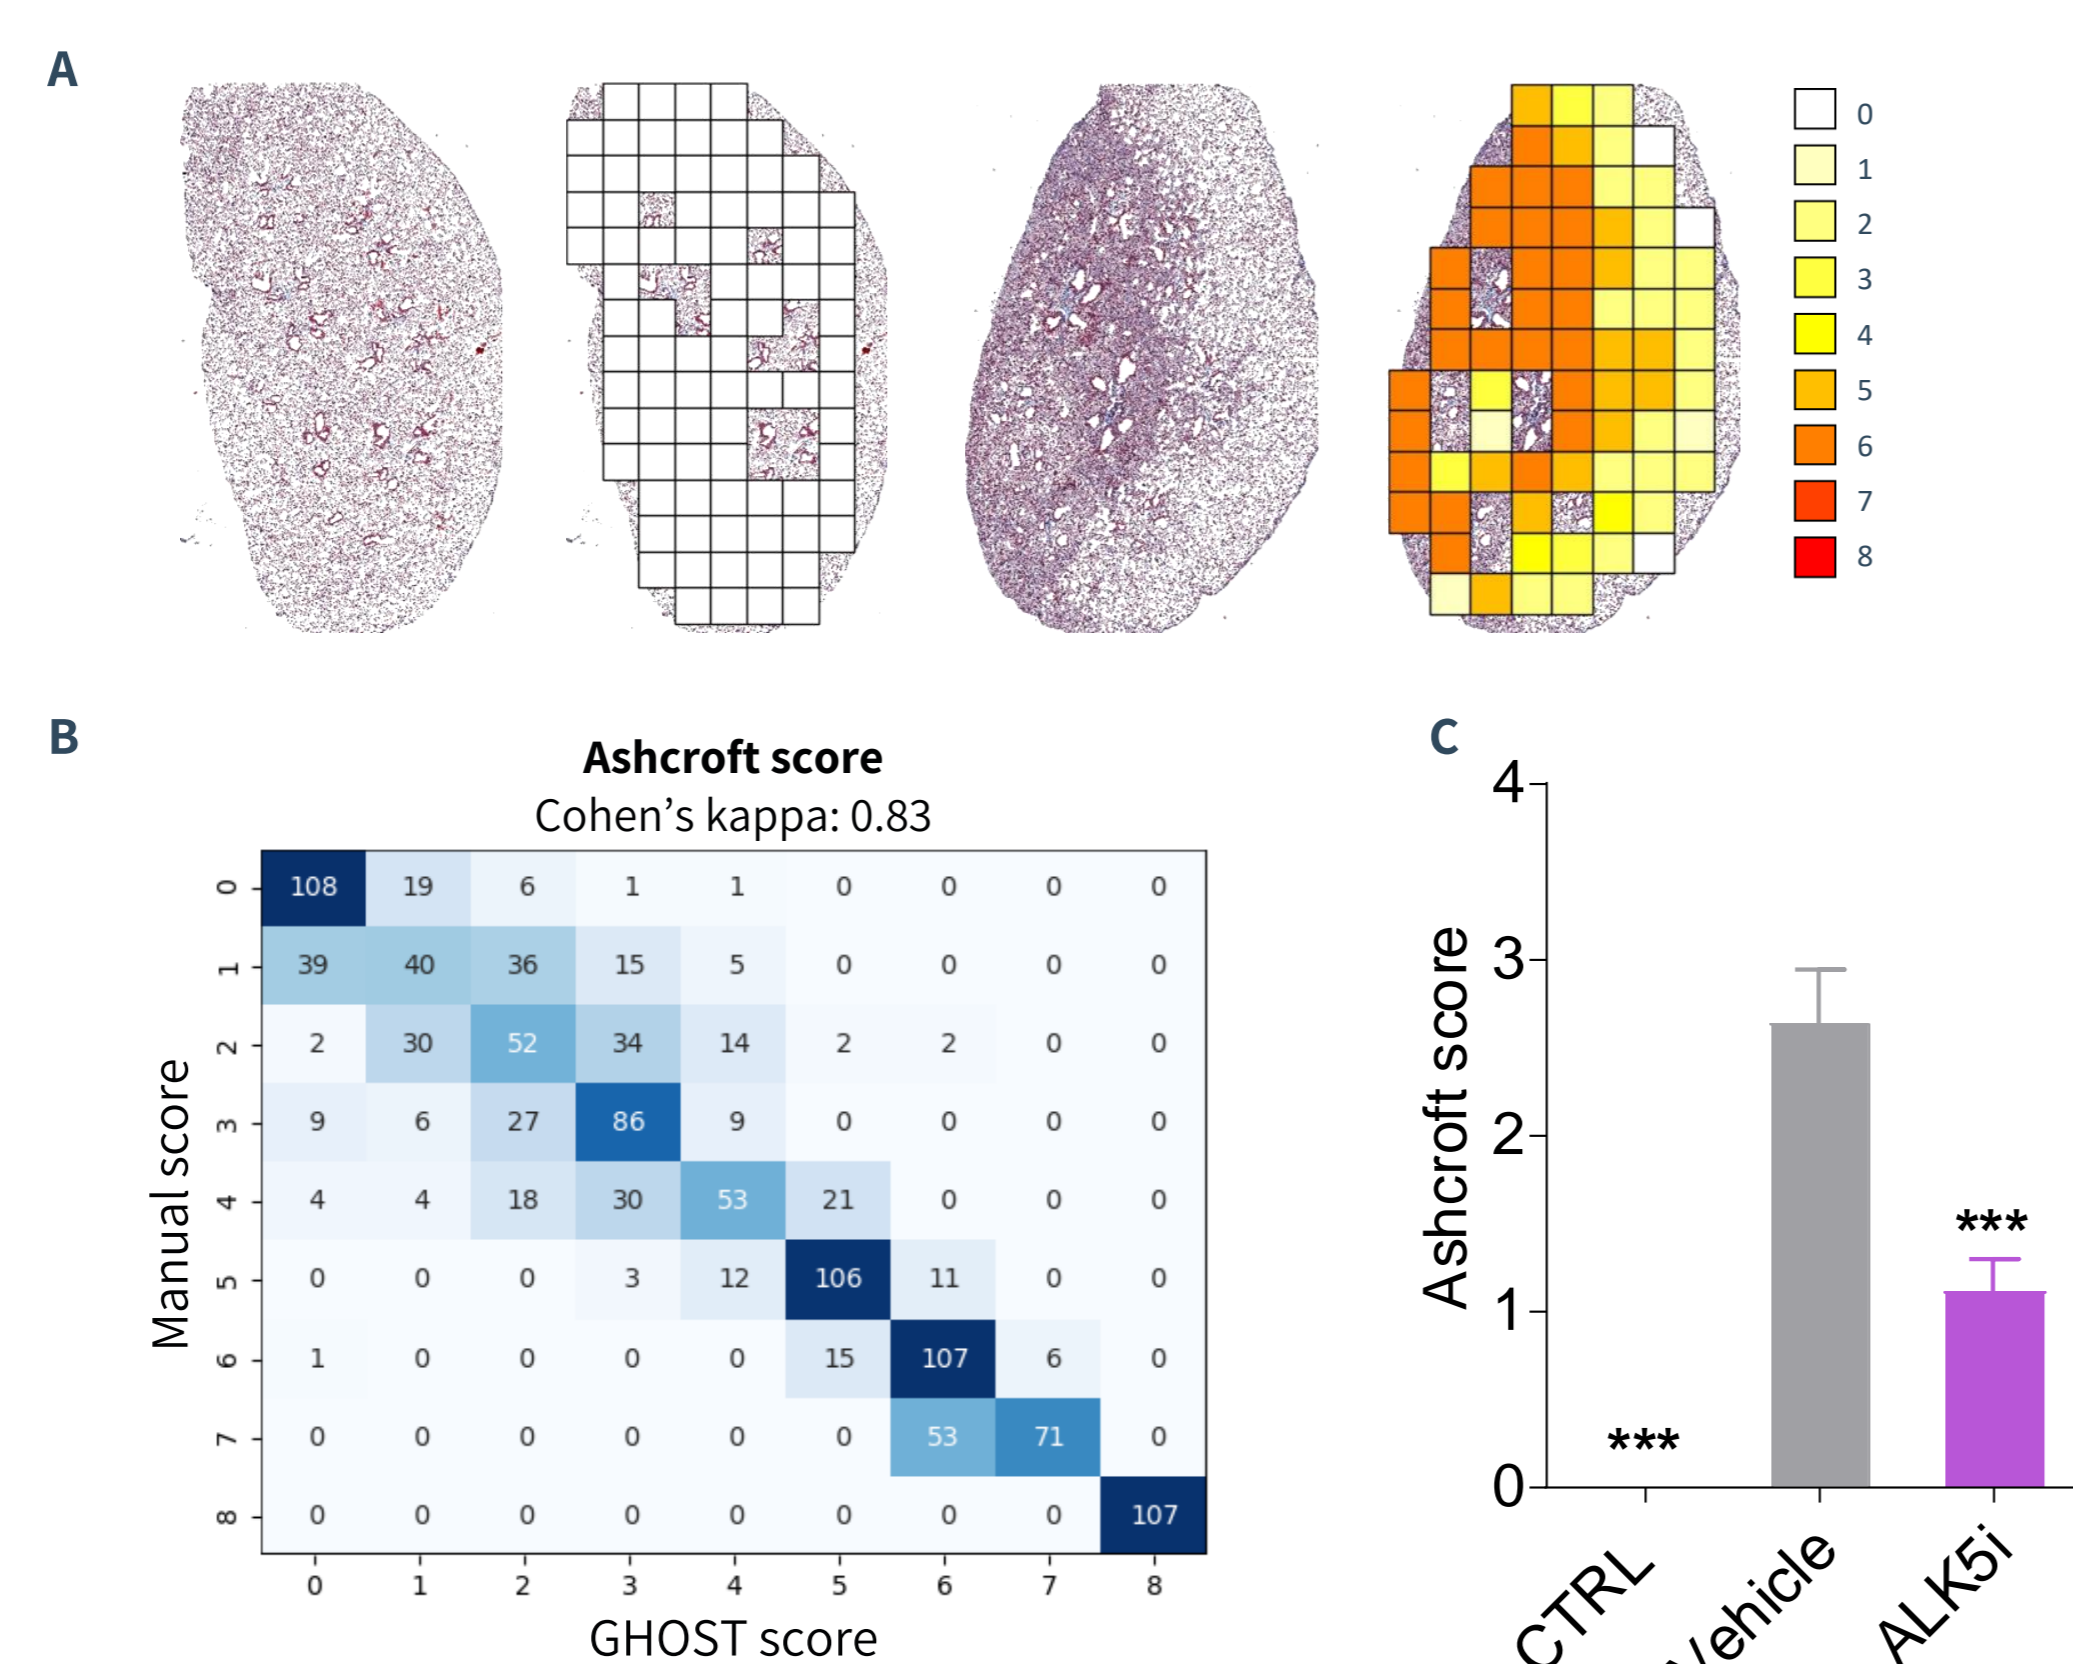 A
0
1
2
3
4
5
6
7
8
B
Ashcroft score
Cohen’s kappa: 0.83
Manual score
0 108 19 6 1 1 0 0 0 0
1 39 40 36 15 5 0 0 0 0
2 2 30 52 34 14 2 2 0 0
3 9 6 27 86 9 0 0 0 0
4 4 4 18 30 53 21 0 0 0
5 0 0 0 3 12 106 11 0 0
6 1 0 0 0 0 15 107 6 0
7 0 0 0 0 0 0 53 71 0
8 0 0 0 0 0 0 0 0 107
0 1 2 3 4 5 6 7 8
GHOST score
C
Ashcroft score
4
3
2
1
0
***
***
CTRL
Vehicle
ALK5i